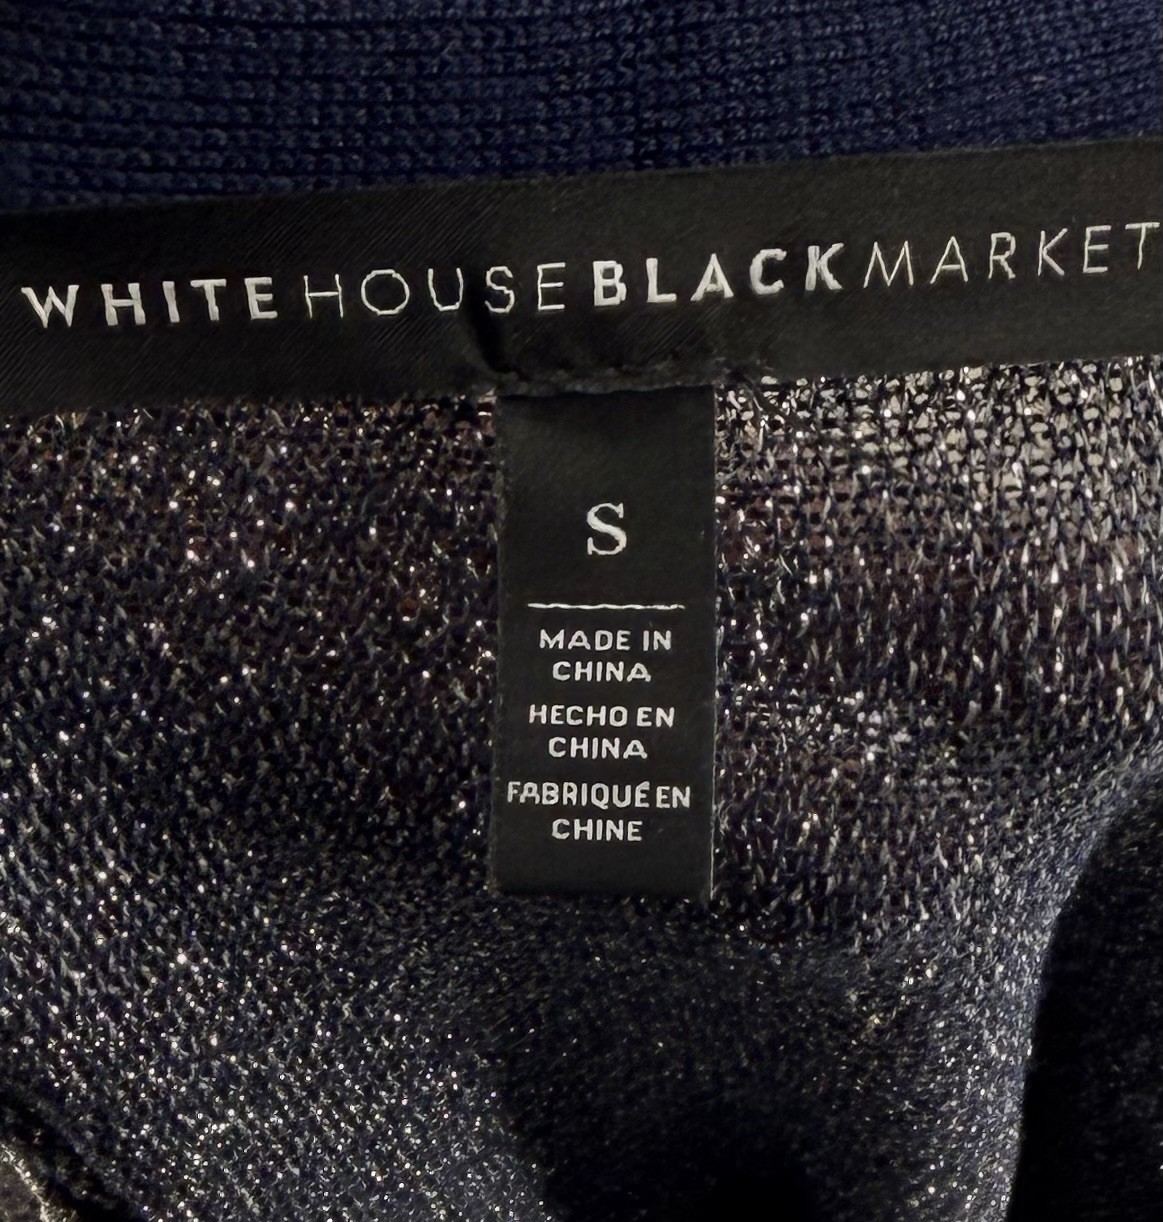 WHITEHOUSEBLACKMARKET
S
MADE IN
CHINA
HECHO EN
CHINA
FABRIQUÉ EN
CHINE